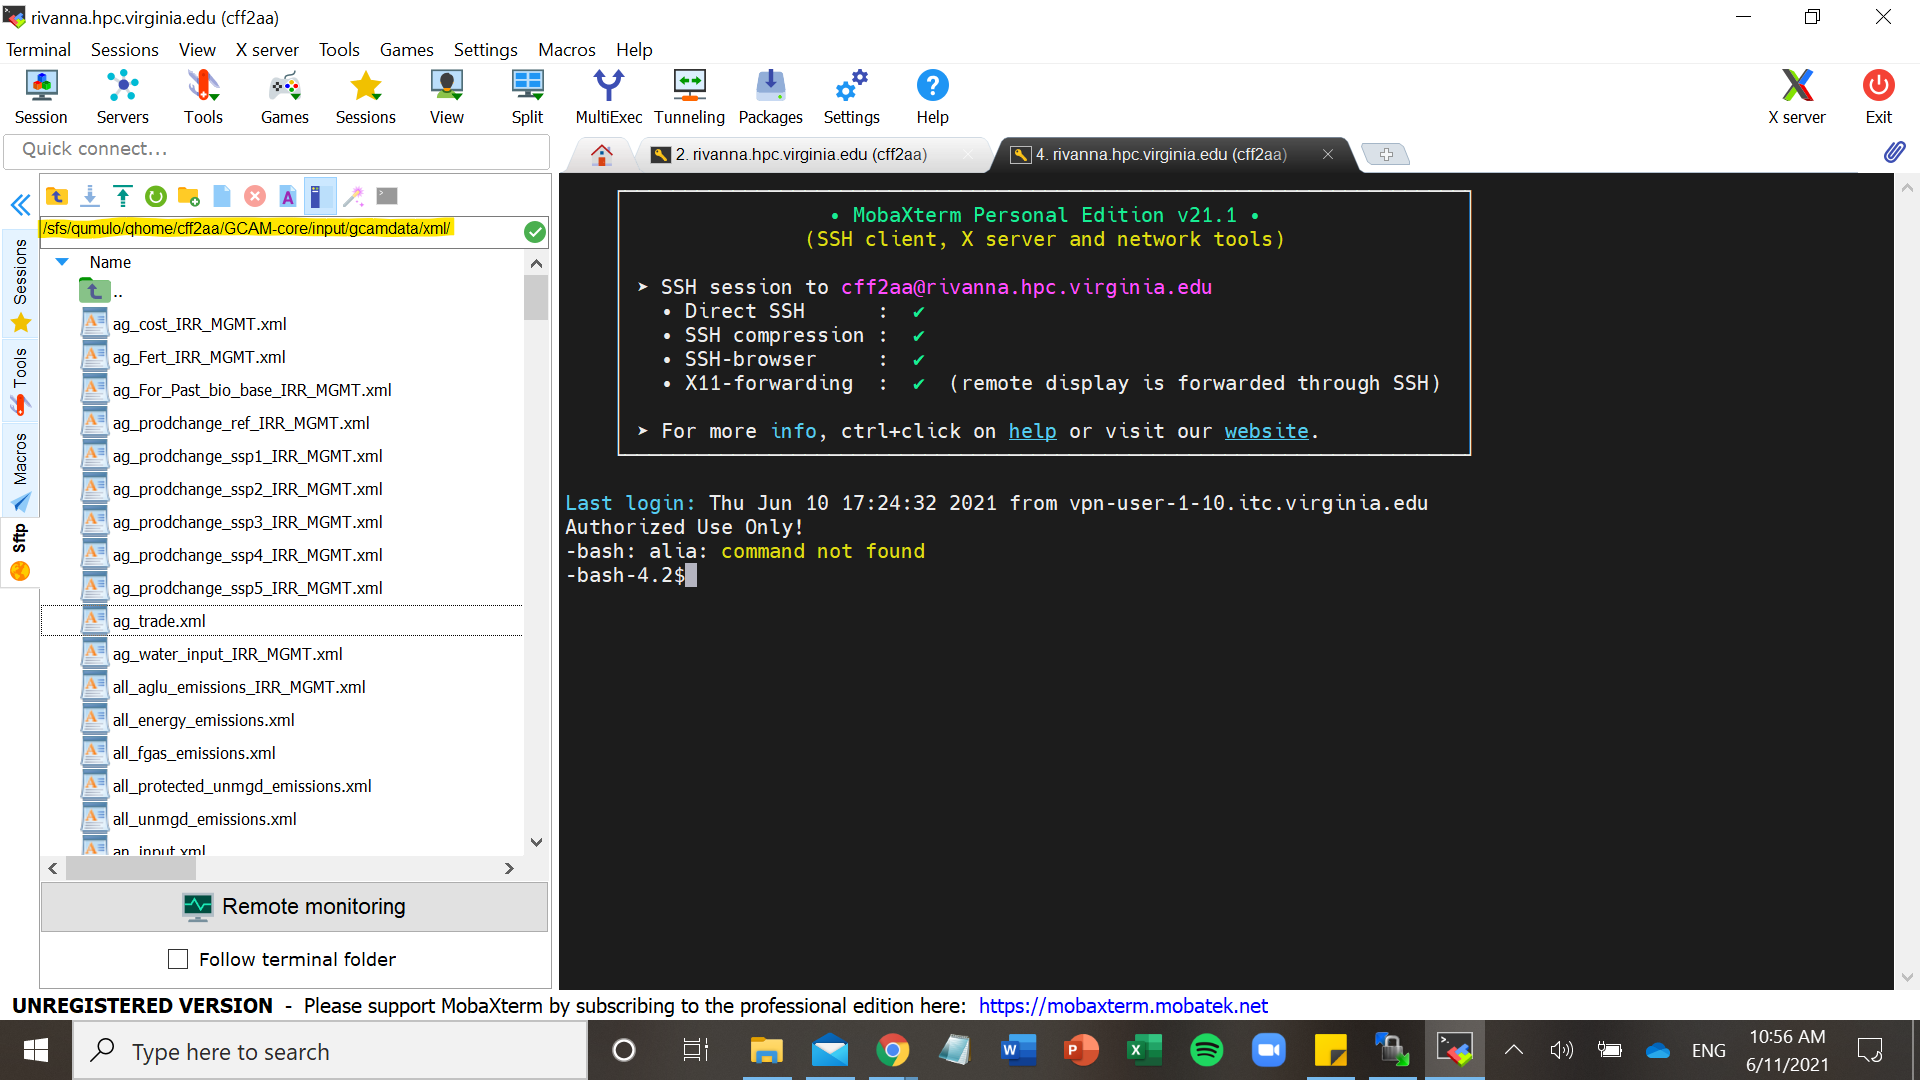 rivanna.hpc.virginia.edu (cff2aa)
Terminal Sessions View X server Tools Games Settings Macros Help
Session Servers Tools Games Sessions View Split MultiExec Tunneling Packages Settings Help X server Exit
Quick connect...
2. rivanna.hpc.virginia.edu (cff2aa)
4. rivanna.hpc.virginia.edu (cff2aa)
Sessions
Tools
Macros
Sftp
/sfs/qumulo/qhome/cff2aa/GCAM-core/input/gcamdata/xml/
Name
..
ag_cost_IRR_MGMT.xml
ag_Fert_IRR_MGMT.xml
ag_For_Past_bio_base_IRR_MGMT.xml
ag_prodchange_ref_IRR_MGMT.xml
ag_prodchange_ssp1_IRR_MGMT.xml
ag_prodchange_ssp2_IRR_MGMT.xml
ag_prodchange_ssp3_IRR_MGMT.xml
ag_prodchange_ssp4_IRR_MGMT.xml
ag_prodchange_ssp5_IRR_MGMT.xml
ag_trade.xml
ag_water_input_IRR_MGMT.xml
all_aglu_emissions_IRR_MGMT.xml
all_energy_emissions.xml
all_fgas_emissions.xml
all_protected_unmgd_emissions.xml
all_unmgd_emissions.xml
an_input.xml
Remote monitoring
Follow terminal folder
• MobaXterm Personal Edition v21.1 •
(SSH client, X server and network tools)
➤ SSH session to cff2aa@rivanna.hpc.virginia.edu
• Direct SSH : ✔
• SSH compression : ✔
• SSH-browser : ✔
• X11-forwarding : ✔ (remote display is forwarded through SSH)
➤ For more info, ctrl+click on help or visit our website.
Last login: Thu Jun 10 17:24:32 2021 from vpn-user-1-10.itc.virginia.edu
Authorized Use Only!
-bash: alia: command not found
-bash-4.2$
UNREGISTERED VERSION - Please support MobaXterm by subscribing to the professional edition here: https://mobaxterm.mobatek.net
Type here to search
ENG
10:56 AM
6/11/2021